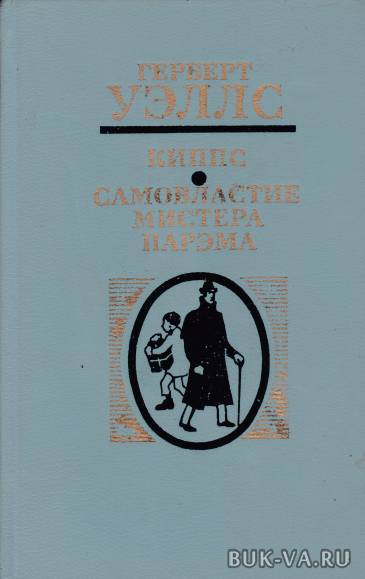 ГЕРБЕРТ
УЭЛЛС
КИППС
САМОВЛАСТИЕ
МИСТЕРА
ПАРЭМА
BUK-VA.RU